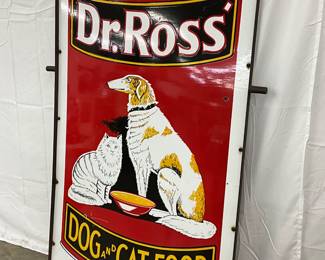 Dr. Ross'
DOG AND CAT FOOD